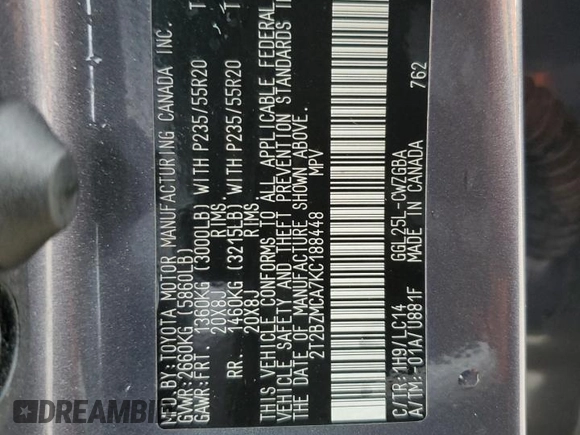 MFD BY:TOYOTA MOTOR MANUFACTURING CANADA INC.
GVWR:2660KG (5860LB)
GAWR:FRT. 1360KG (3000LB) WITH P235/55R20
20X8J RIMS,
RR. 1460KG (3215LB) WITH P235/55R20
20X8J RIMS,
THIS VEHICLE CONFORMS TO ALL APPLICABLE FEDERAL
VEHICLE SAFETY AND THEFT PREVENTION STANDARDS IN
THE DATE OF MANUFACTURE SHOWN ABOVE.
2T2BZMCA7KC188448 MPV
C/TR: 1H9/LC14 GGL25L-CWZGBA
A/TM: -01A/U881F MADE IN CANADA
762
DREAMBID